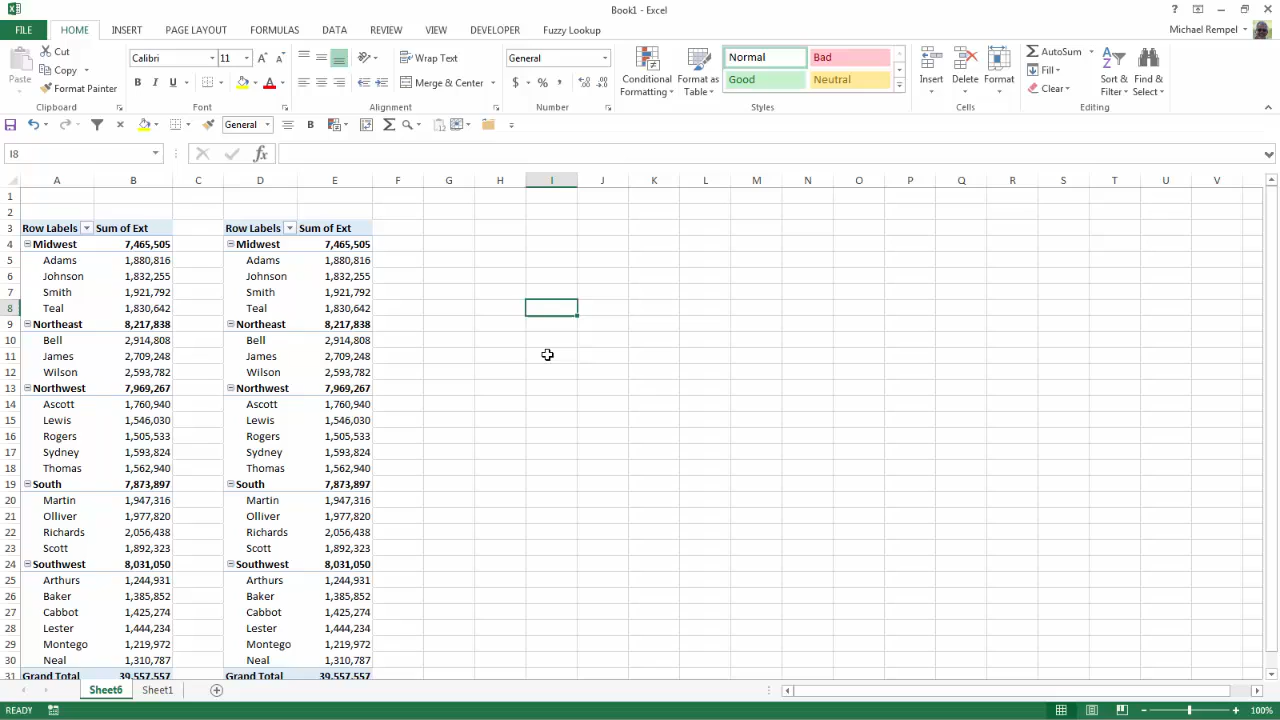 Book1 - Excel
FILE HOME INSERT PAGE LAYOUT FORMULAS DATA REVIEW VIEW DEVELOPER Fuzzy Lookup Michael Rempel
Paste
Cut
Copy
Format Painter
Clipboard
Calibri 11
B I U
Font
Wrap Text
Merge & Center
Alignment
General
$ % ,
Number
Conditional Formatting
Format as Table
Normal Bad
Good Neutral
Styles
Insert Delete Format
Cells
AutoSum
Fill
Clear
Sort & Filter
Find & Select
Editing
General B
I8 fx
A B C D E F G H I J K L M N O P Q R S T U V
1
2
3 Row Labels Sum of Ext Row Labels Sum of Ext
4 Midwest 7,465,505 Midwest 7,465,505
5 Adams 1,880,816 Adams 1,880,816
6 Johnson 1,832,255 Johnson 1,832,255
7 Smith 1,921,792 Smith 1,921,792
8 Teal 1,830,642 Teal 1,830,642
9 Northeast 8,217,838 Northeast 8,217,838
10 Bell 2,914,808 Bell 2,914,808
11 James 2,709,248 James 2,709,248
12 Wilson 2,593,782 Wilson 2,593,782
13 Northwest 7,969,267 Northwest 7,969,267
14 Ascott 1,760,940 Ascott 1,760,940
15 Lewis 1,546,030 Lewis 1,546,030
16 Rogers 1,505,533 Rogers 1,505,533
17 Sydney 1,593,824 Sydney 1,593,824
18 Thomas 1,562,940 Thomas 1,562,940
19 South 7,873,897 South 7,873,897
20 Martin 1,947,316 Martin 1,947,316
21 Olliver 1,977,820 Olliver 1,977,820
22 Richards 2,056,438 Richards 2,056,438
23 Scott 1,892,323 Scott 1,892,323
24 Southwest 8,031,050 Southwest 8,031,050
25 Arthurs 1,244,931 Arthurs 1,244,931
26 Baker 1,385,852 Baker 1,385,852
27 Cabbot 1,425,274 Cabbot 1,425,274
28 Lester 1,444,234 Lester 1,444,234
29 Montego 1,219,972 Montego 1,219,972
30 Neal 1,310,787 Neal 1,310,787
31 Grand Total 39,557,557 Grand Total 39,557,557
Sheet6 Sheet1
READY 100%